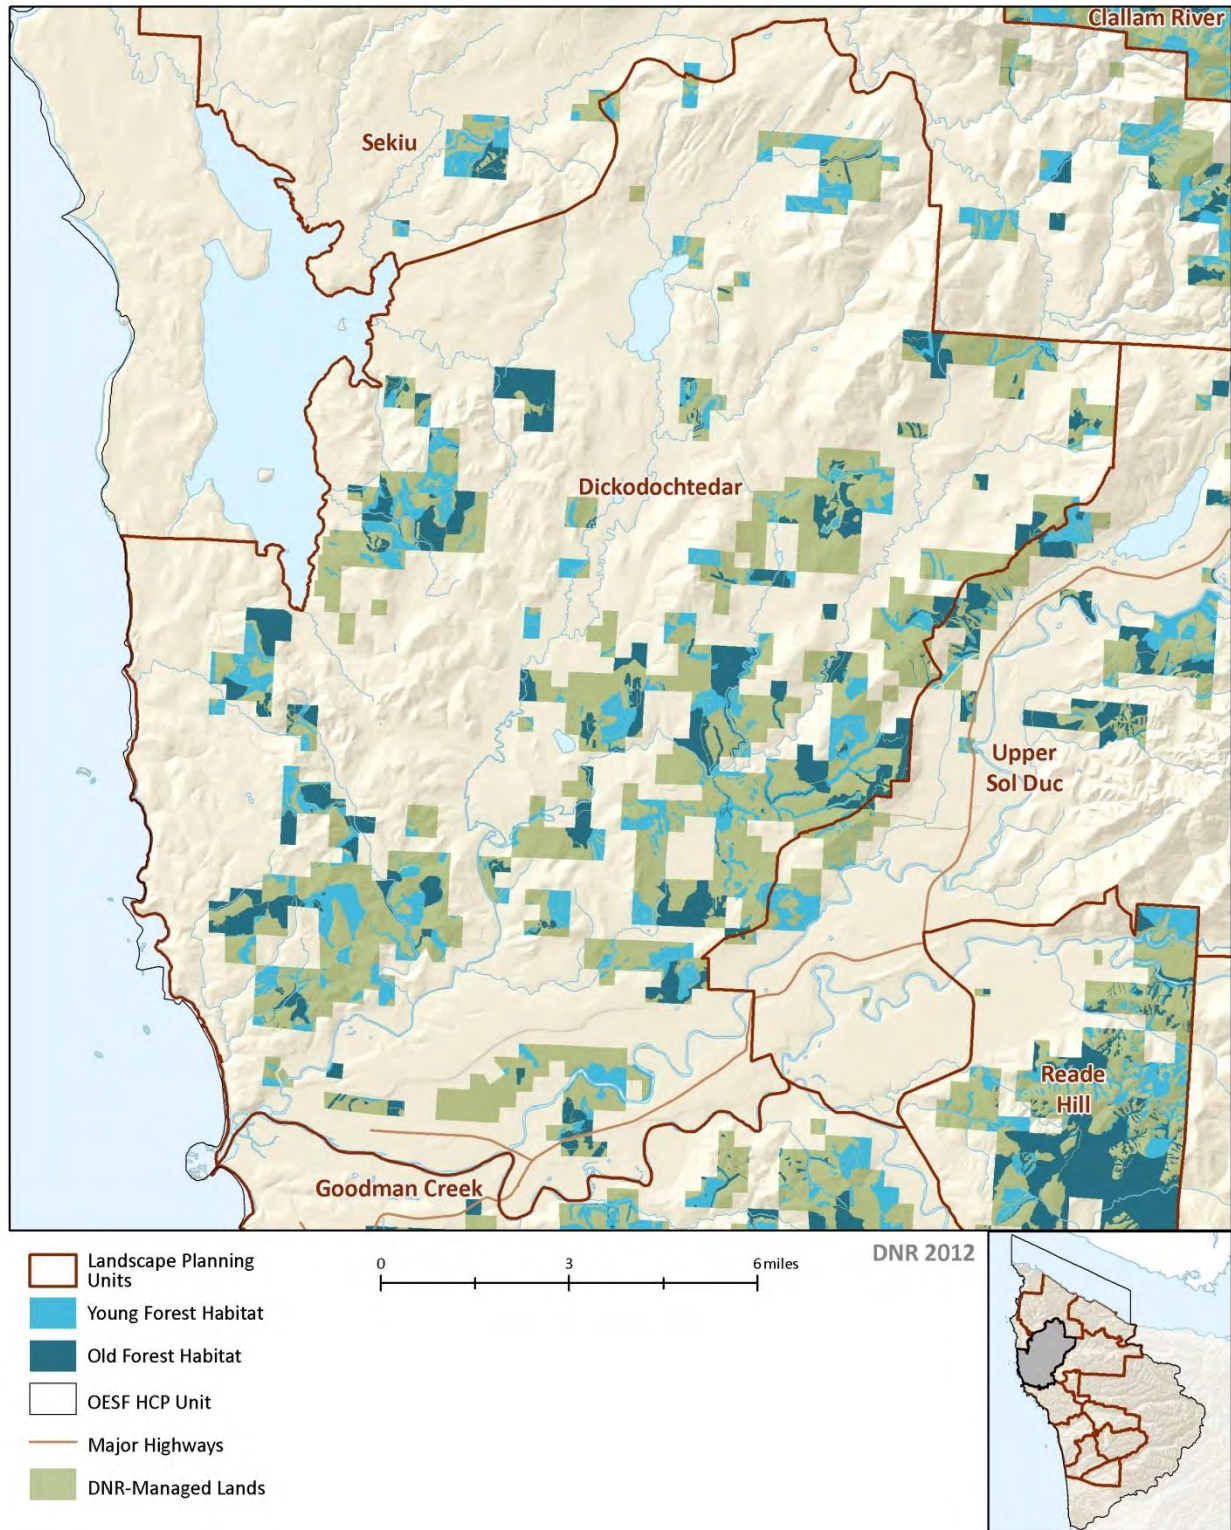 Clallam River
Sekiu
Dickodochtedar
Upper
Sol Duc
Reade
Hill
Goodman Creek
DNR 2012
Landscape Planning
Units
Young Forest Habitat
Old Forest Habitat
OESF HCP Unit
Major Highways
DNR-Managed Lands
0 3 6 miles